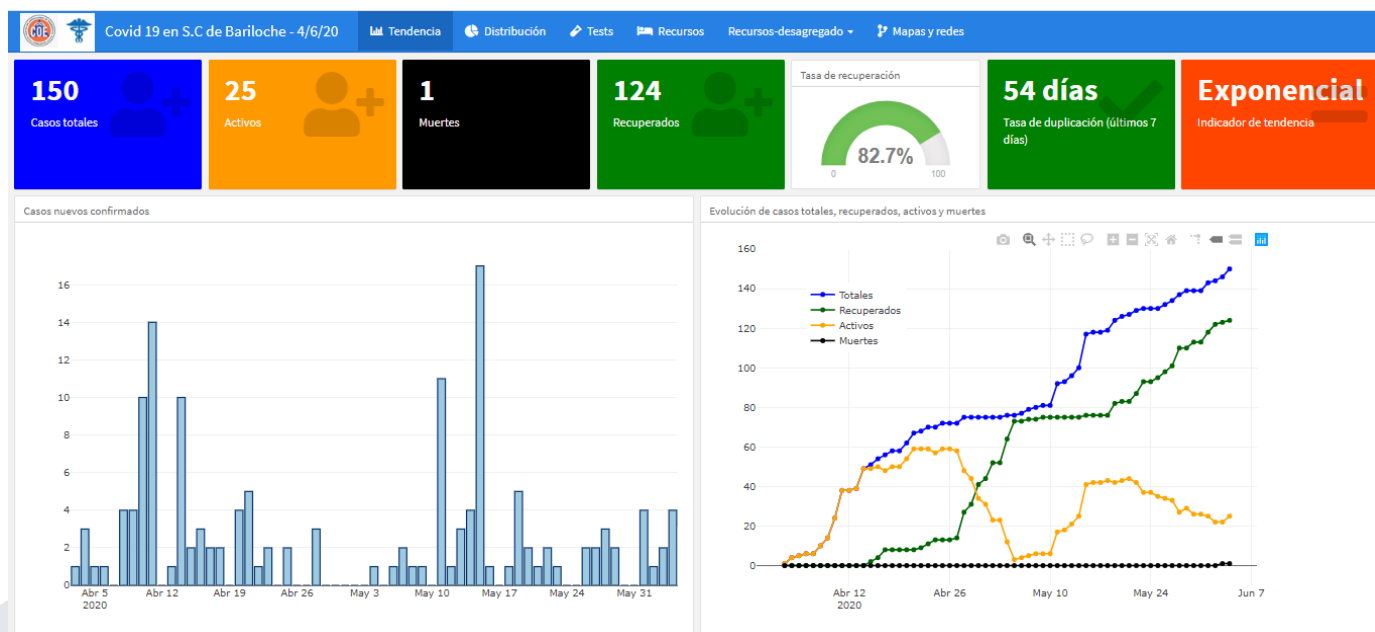 COE
Covid 19 en S.C de Bariloche - 4/6/20
Tendencia
Distribución
Tests
Recursos
Recursos-desagregado
Mapas y redes
150
Casos totales
25
Activos
1
Muertes
124
Recuperados
Tasa de recuperación
82.7%
0
100
54 días
Tasa de duplicación (últimos 7
días)
Exponencial
Indicador de tendencia
Casos nuevos confirmados
16
14
12
10
8
6
4
2
0
Abr 5
2020
Abr 12
Abr 19
Abr 26
May 3
May 10
May 17
May 24
May 31
Evolución de casos totales, recuperados, activos y muertes
160
140
120
100
80
60
40
20
0
Totales
Recuperados
Activos
Muertes
Abr 12
2020
Abr 26
May 10
May 24
Jun 7